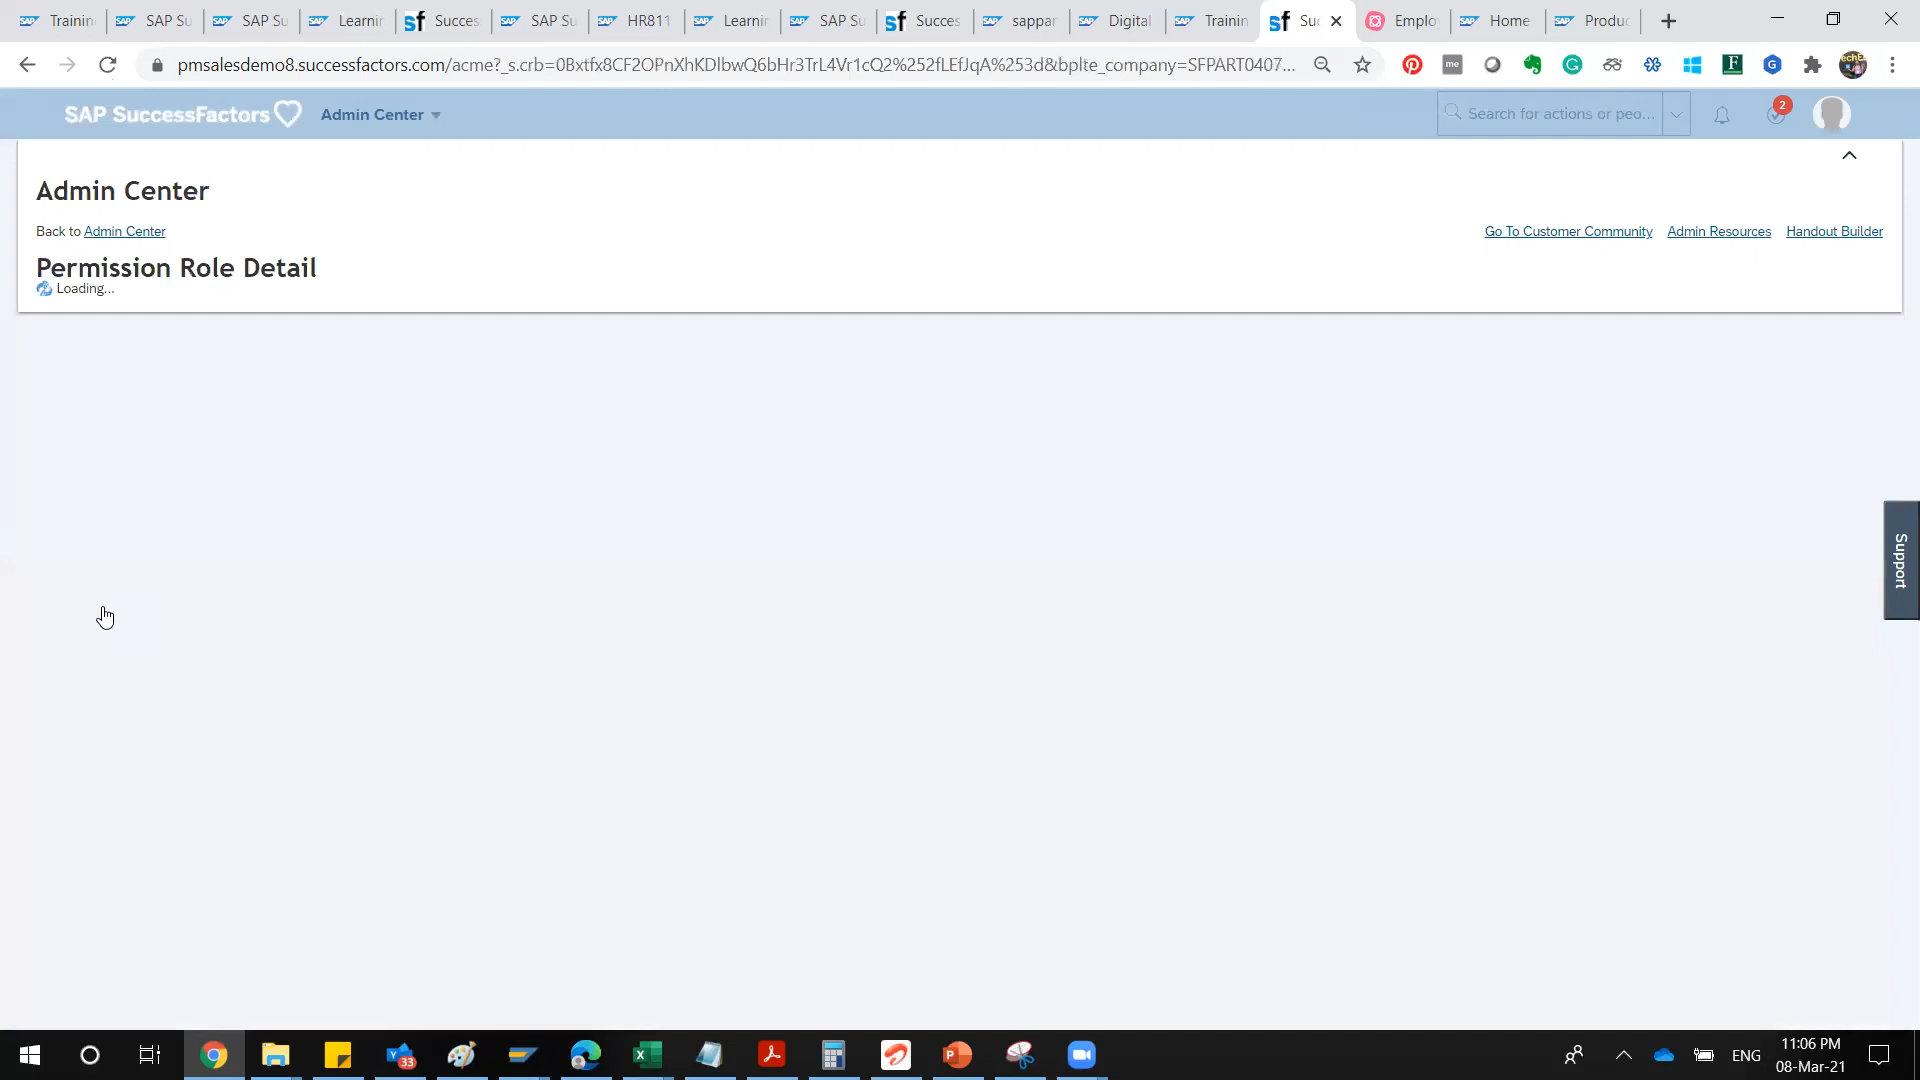 Training
SAP Su
SAP Su
Learnin
Succes
SAP Su
HR811
Learnin
SAP Su
Succes
sappar
Digital
Trainin
Suc
Emplo
Home
Produc
pmsalesdemo8.successfactors.com/acme?_s.crb=0Bxtfx8CF2OPnXhKDlbwQ6bHr3TrL4Vr1cQ2%252fLEfJqA%253d&bplte_company=SFPART0407...
SAP SuccessFactors
Admin Center
Search for actions or peo...
2
Admin Center
Back to Admin Center
Go To Customer Community
Admin Resources
Handout Builder
Permission Role Detail
Loading...
Support
33
ENG
11:06 PM
08-Mar-21